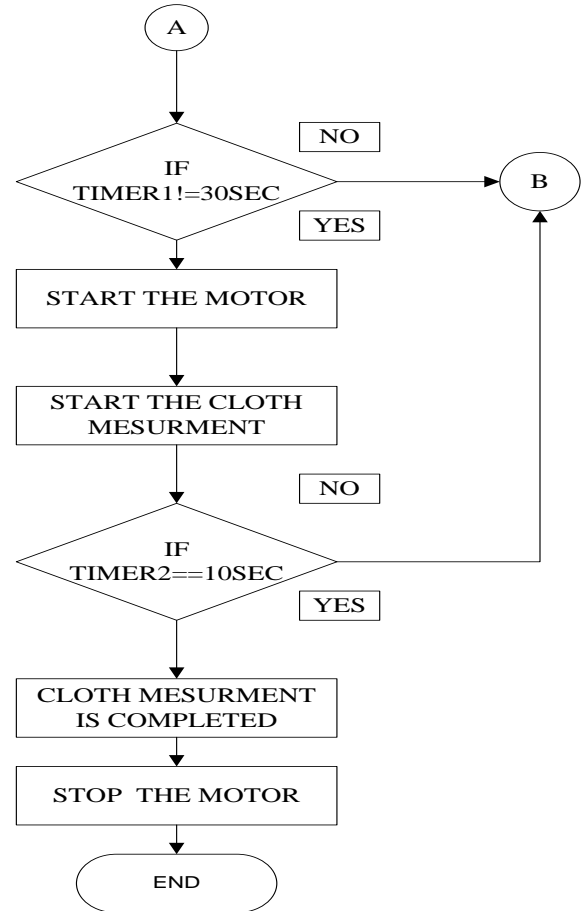 A
NO
IF
TIMER1!=30SEC
B
YES
START THE MOTOR
START THE CLOTH
MESURMENT
NO
IF
TIMER2==10SEC
YES
CLOTH MESURMENT
IS COMPLETED
STOP THE MOTOR
END